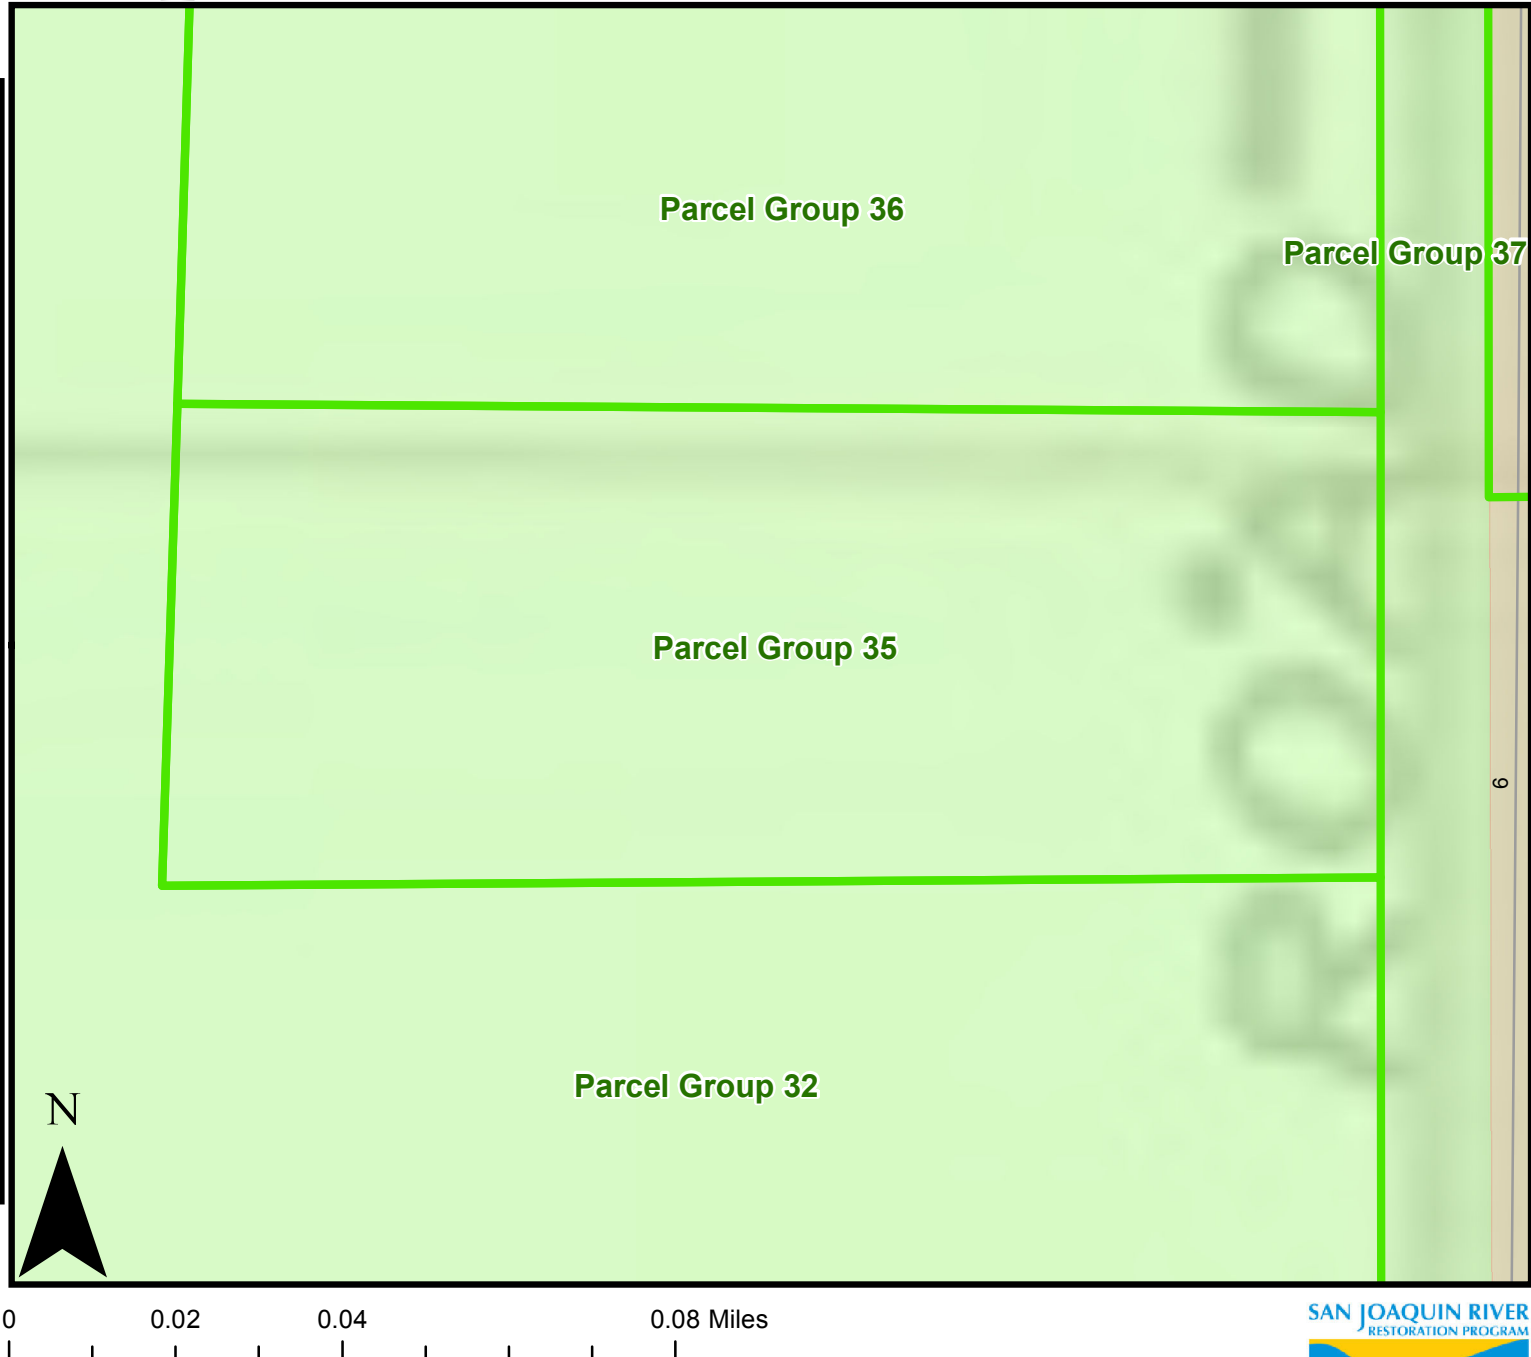 Parcel Group 36
Parcel Group 37
Parcel Group 35
ROAD
6
Parcel Group 32
N
0 0.02 0.04 0.08 Miles
SAN JOAQUIN RIVER
RESTORATION PROGRAM